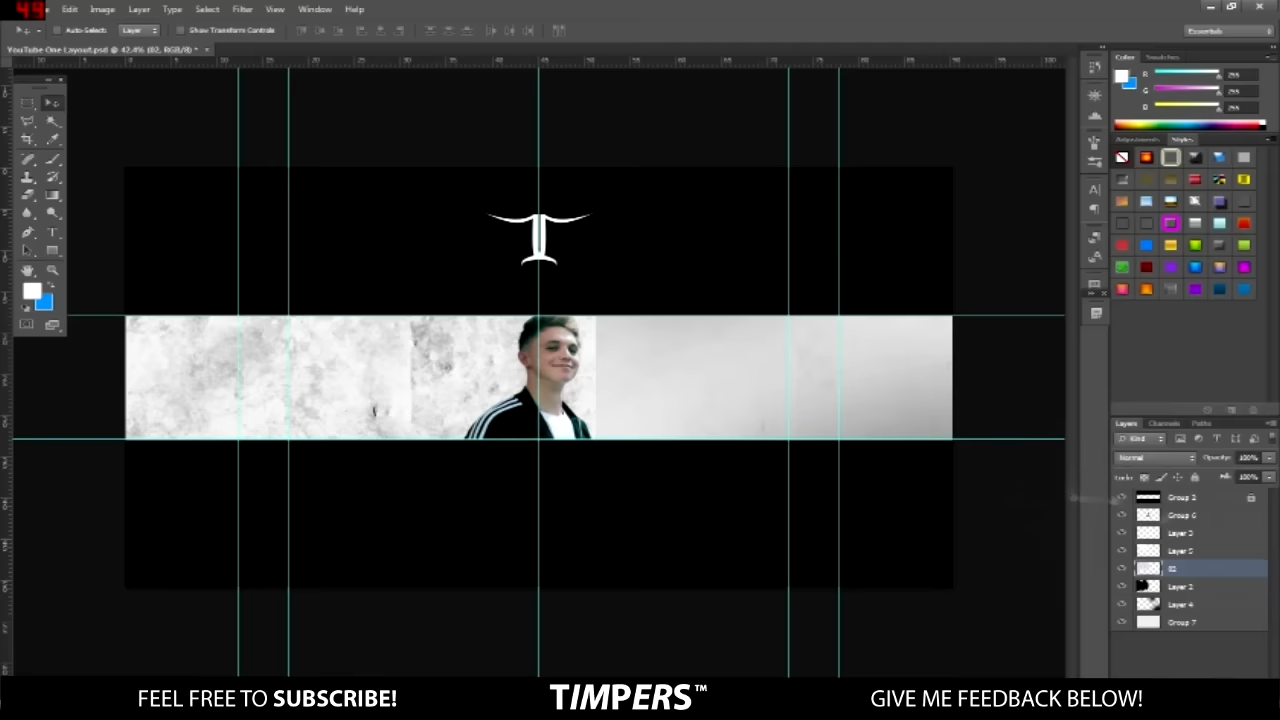 49
Edit Image Layer Type Select Filter View Window Help
Auto-Select: Layer Show Transform Controls Essentials
YouTube One Layout.psd @ 42.4% (02, RGB/8) *
Color Swatches
R 255
G 255
B 255
Adjustments Styles
T
Layers Channels Paths
Kind
Normal Opacity: 100%
Lock: Fill: 100%
Group 2
Group 6
Layer 3
Layer 5
02
Layer 2
Layer 4
Group 7
FEEL FREE TO SUBSCRIBE! TIMPERS™ GIVE ME FEEDBACK BELOW!